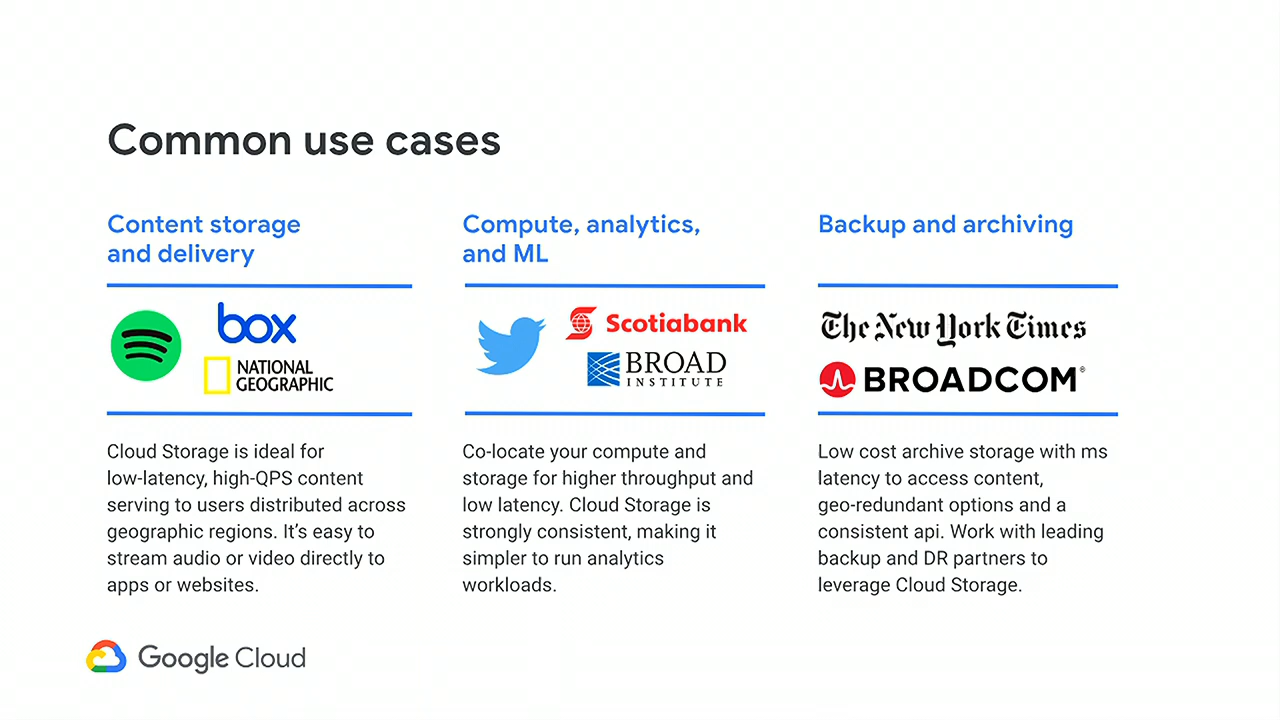 Common use cases
Content storage
and delivery
box
NATIONAL
GEOGRAPHIC
Cloud Storage is ideal for
low-latency, high-QPS content
serving to users distributed across
geographic regions. It's easy to
stream audio or video directly to
apps or websites.
Compute, analytics,
and ML
Scotiabank
BROAD
INSTITUTE
Co-locate your compute and
storage for higher throughput and
low latency. Cloud Storage is
strongly consistent, making it
simpler to run analytics
workloads.
Backup and archiving
The New York Times
BROADCOM®
Low cost archive storage with ms
latency to access content,
geo-redundant options and a
consistent api. Work with leading
backup and DR partners to
leverage Cloud Storage.
Google Cloud